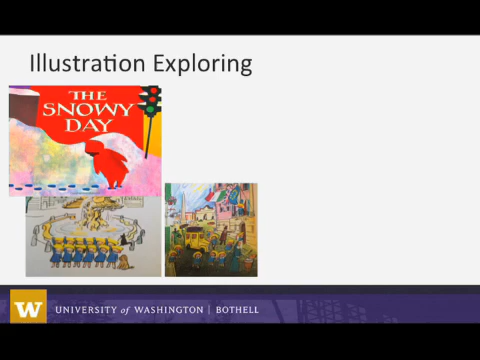 Illustration Exploring
THE
SNOWY
DAY
W
UNIVERSITY of WASHINGTON | BOTHELL